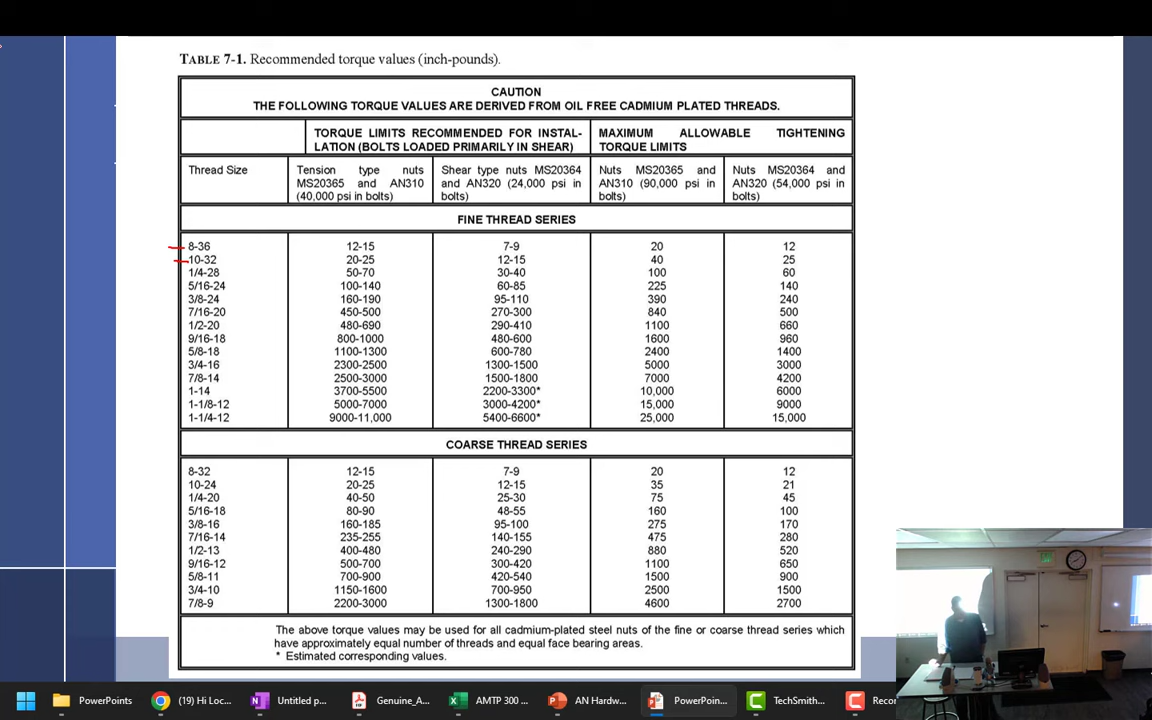 TABLE 7-1. Recommended torque values (inch-pounds).
CAUTION
THE FOLLOWING TORQUE VALUES ARE DERIVED FROM OIL FREE CADMIUM PLATED THREADS.
TORQUE LIMITS RECOMMENDED FOR INSTAL-
LATION (BOLTS LOADED PRIMARILY IN SHEAR)
MAXIMUM ALLOWABLE TIGHTENING
TORQUE LIMITS
Thread Size
Tension type nuts
MS20365 and AN310
(40,000 psi in bolts)
Shear type nuts MS20364
and AN320 (24,000 psi in
bolts)
Nuts MS20365 and
AN310 (90,000 psi in
bolts)
Nuts MS20364 and
AN320 (54,000 psi in
bolts)
FINE THREAD SERIES
8-36 12-15 7-9 20 12
10-32 20-25 12-15 40 25
1/4-28 50-70 30-40 100 60
5/16-24 100-140 60-85 225 140
3/8-24 160-190 95-110 390 240
7/16-20 450-500 270-300 840 500
1/2-20 480-690 290-410 1100 660
9/16-18 800-1000 480-600 1600 960
5/8-18 1100-1300 600-780 2400 1400
3/4-16 2300-2500 1300-1500 5000 3000
7/8-14 2500-3000 1500-1800 7000 4200
1-14 3700-5500 2200-3300* 10,000 6000
1-1/8-12 5000-7000 3000-4200* 15,000 9000
1-1/4-12 9000-11,000 5400-6600* 25,000 15,000
COARSE THREAD SERIES
8-32 12-15 7-9 20 12
10-24 20-25 12-15 35 21
1/4-20 40-50 25-30 75 45
5/16-18 80-90 48-55 160 100
3/8-16 160-185 95-100 275 170
7/16-14 235-255 140-155 475 280
1/2-13 400-480 240-290 880 520
9/16-12 500-700 300-420 1100 650
5/8-11 700-900 420-540 1500 900
3/4-10 1150-1600 700-950 2500 1500
7/8-9 2200-3000 1300-1800 4600 2700
The above torque values may be used for all cadmium-plated steel nuts of the fine or coarse thread series which
have approximately equal number of threads and equal face bearing areas.
* Estimated corresponding values.
PowerPoints (19) Hi Loc... Untitled p... Genuine_A... AMTP 300 ... AN Hardw... PowerPoin... TechSmith... Reco